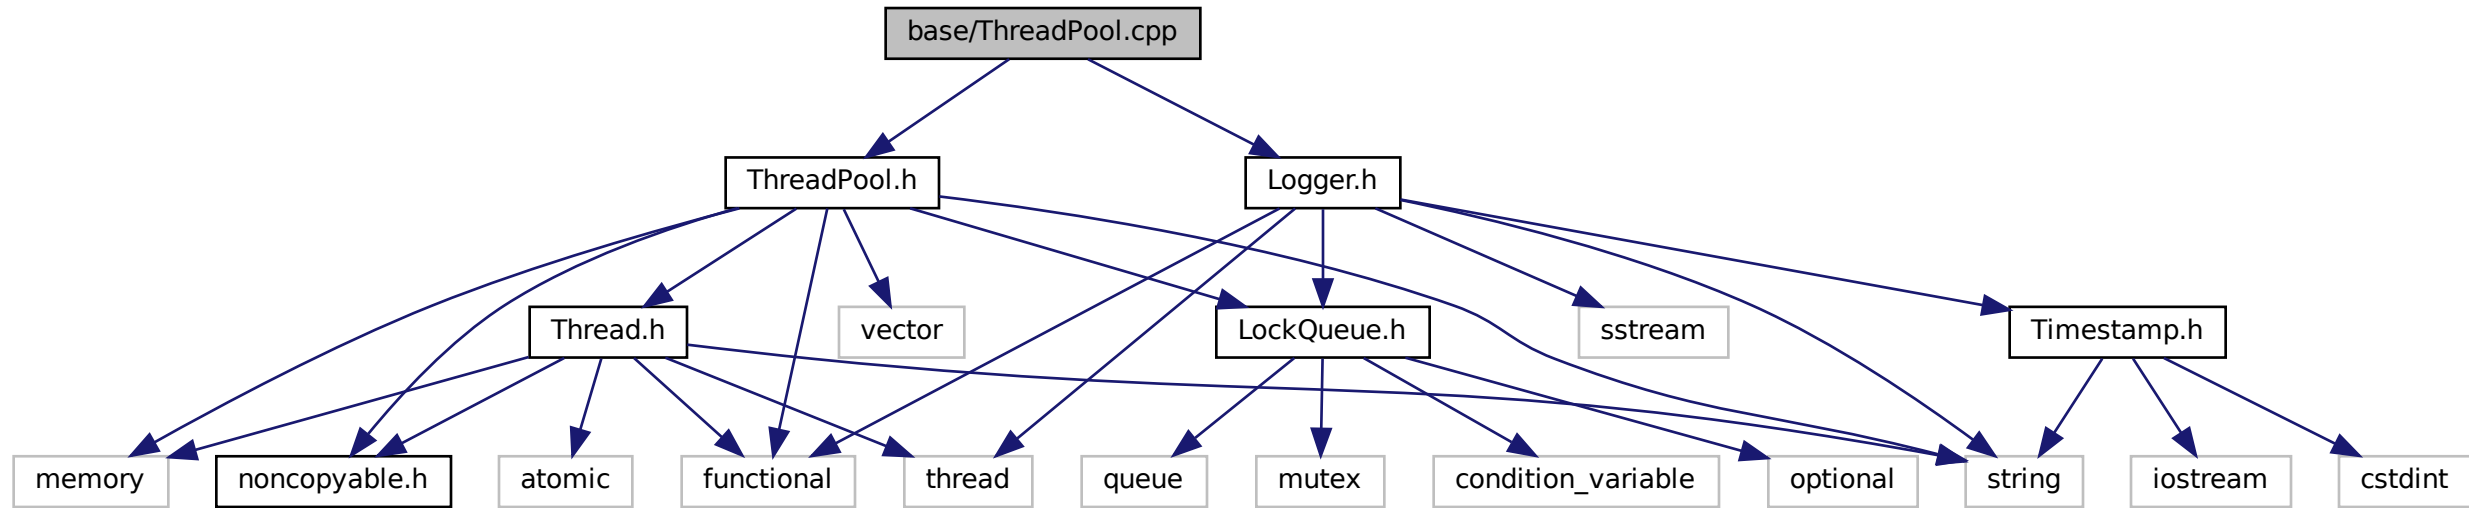 base/ThreadPool.cpp
ThreadPool.h
Logger.h
Thread.h
vector
LockQueue.h
sstream
Timestamp.h
memory
noncopyable.h
atomic
functional
thread
queue
mutex
condition_variable
optional
string
iostream
cstdint